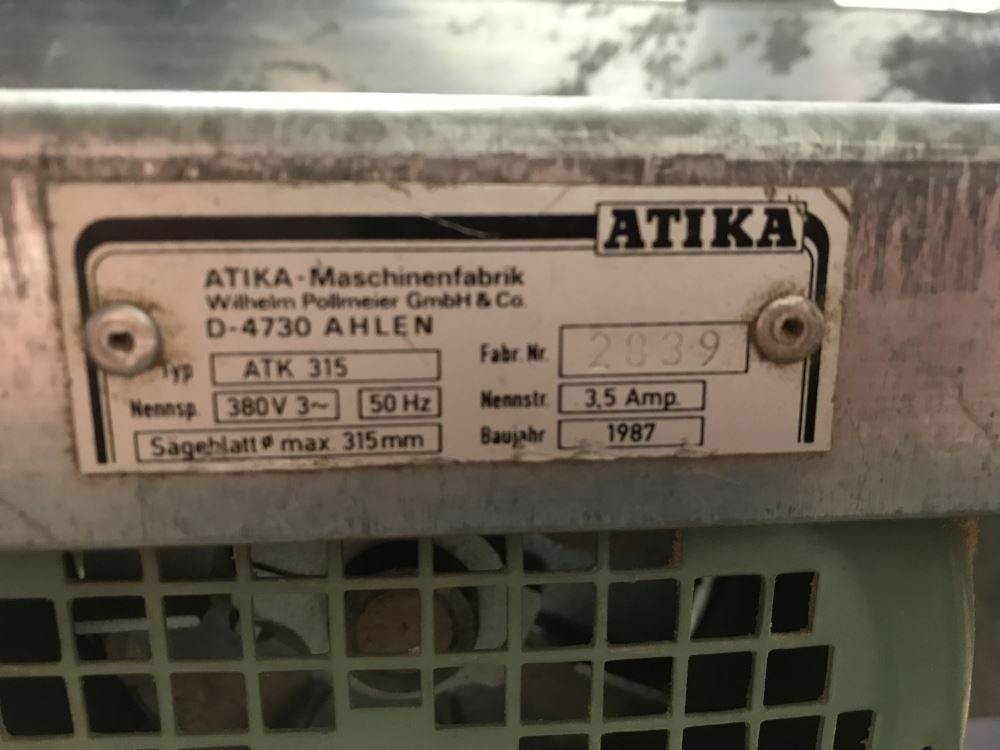 ATIKA
ATIKA-Maschinenfabrik
Wilhelm Pollmeier GmbH & Co.
D-4730 AHLEN
Typ ATK 315 Fabr. Nr. 2839
Nennsp. 380V 3~ 50 Hz Nennstr. 3,5 Amp.
Sägeblatt ø max. 315mm Baujahr 1987